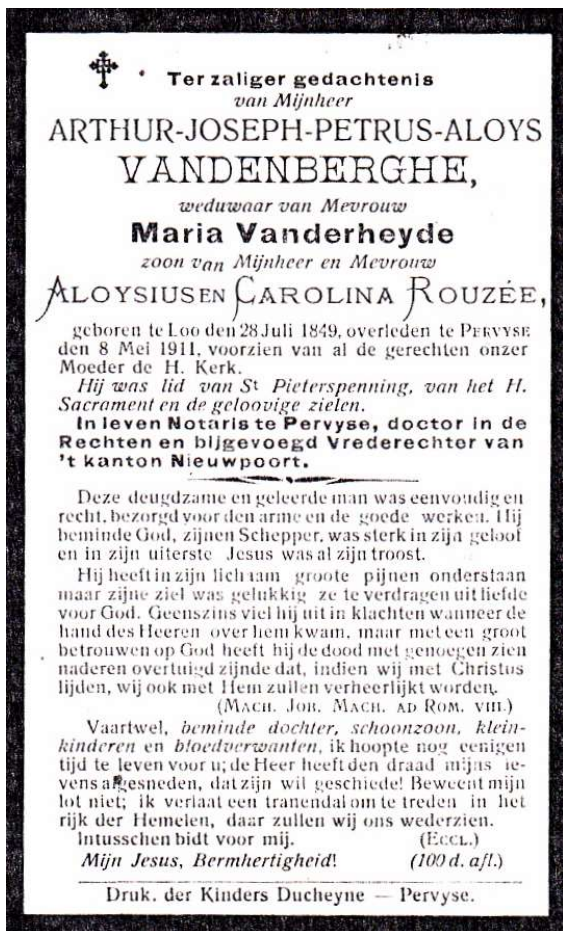 Ter zaliger gedachtenis
van Mijnheer
ARTHUR-JOSEPH-PETRUS-ALOYS
VANDENBERGHE,
weduwaar van Mevrouw
Maria Vanderheyde
zoon van Mijnheer en Mevrouw
ALOYSIUS EN CAROLINA ROUZÉE,
geboren te Loo den 28 Juli 1849, overleden te PERVYSE
den 8 Mei 1911, voorzien van al de gerechten onzer
Moeder de H. Kerk.
Hij was lid van St Pieterspenning, van het H.
Sacrament en de geloovige zielen.
In leven Notaris te Pervyse, doctor in de
Rechten en bijgevoegd Vrederechter van
't kanton Nieuwpoort.
Deze deugdzame en geleerde man was eenvoudig en
recht, bezorgd voor den arme en de goede werken. Hij
beminde God, zijnen Schepper, was sterk in zijn geloof
en in zijn uiterste Jesus was al zijn troost.
Hij heeft in zijn lichaam groote pijnen onderstaan
maar zijne ziel was gelukkig ze te verdragen uit liefde
voor God. Geenszins viel hij uit in klachten wanneer de
hand des Heeren over hem kwam, maar met een groot
betrouwen op God heeft hij de dood met genoegen zien
naderen overtuigd zijnde dat, indien wij met Christus
lijden, wij ook met Hem zullen verheerlijkt worden.
(MACH. JOB. MACH. AD ROM. VIII.)
Vaartwel, beminde dochter, schoonzoon, klein-
kinderen en bloedverwanten, ik hoopte nog eenigen
tijd te leven voor u; de Heer heeft den draad mijns le-
vens afgesneden, dat zijn wil geschiede! Beweent mijn
lot niet; ik verlaat een tranendal om te treden in het
rijk der Hemelen, daar zullen wij ons wederzien.
Intusschen bidt voor mij. (ECCL.)
Mijn Jesus, Bermhertigheid! (100 d. afl.)
Druk. der Kinders Ducheyne — Pervyse.